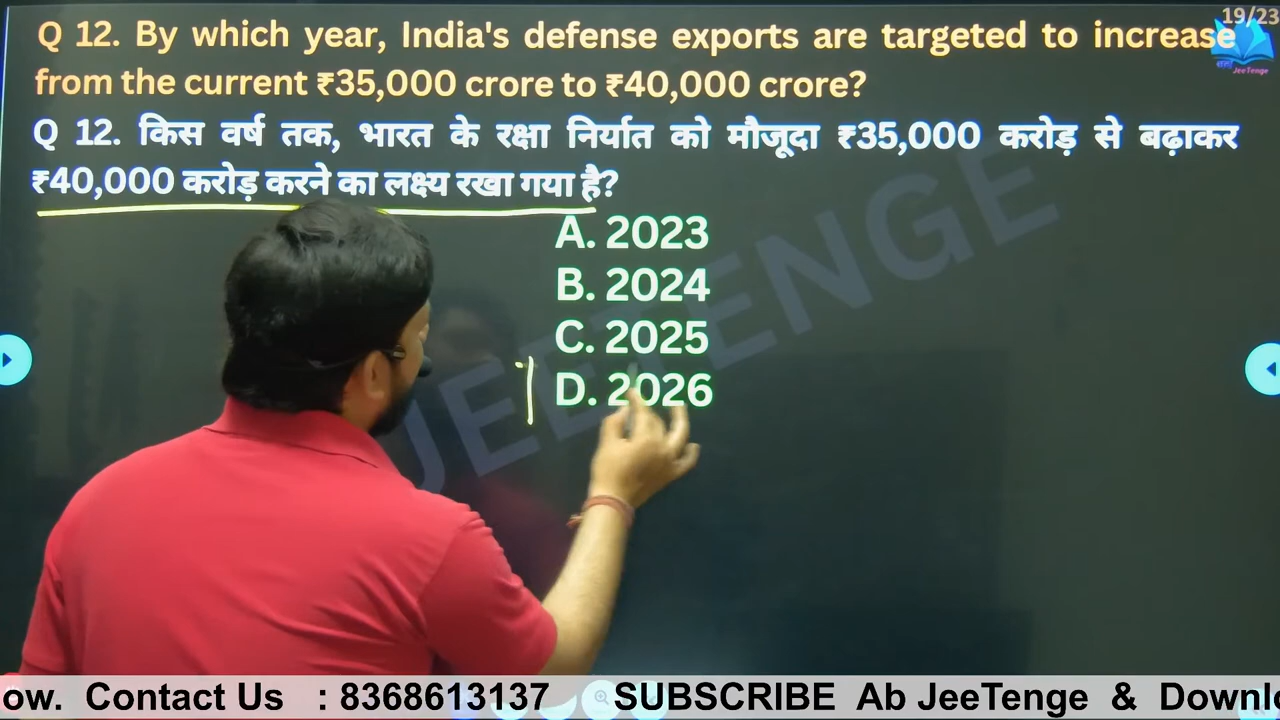 19/23
Q 12. By which year, India's defense exports are targeted to increase
from the current ₹35,000 crore to ₹40,000 crore?
Q 12. किस वर्ष तक, भारत के रक्षा निर्यात को मौजूदा ₹35,000 करोड़ से बढ़ाकर
₹40,000 करोड़ करने का लक्ष्य रखा गया है?
A. 2023
B. 2024
C. 2025
D. 2026
JEETENGE
JeeTenge
ow. Contact Us : 8368613137 SUBSCRIBE Ab JeeTenge & Downlo